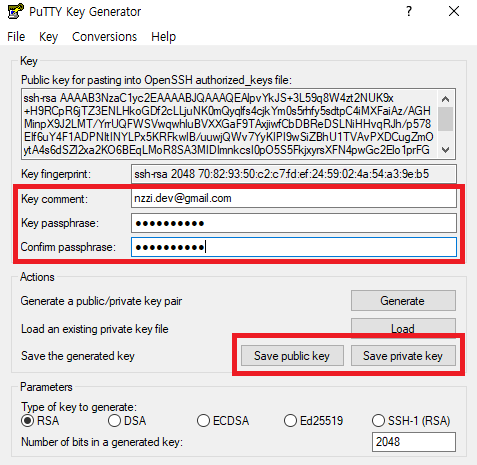 PuTTY Key Generator
?
File Key Conversions Help
Key
Public key for pasting into OpenSSH authorized_keys file:
ssh-rsa AAAAB3NzaC1yc2EAAAABJQAAAQEAlpvYkJS+3L59q8W4zt2NUK9x
+H9RCpR6jTZ3ENLHkoGDf2cLLjuNK0mQyqlfs4cjkYm0s5rhfy5sdtpC4iMXFaiAz/AGH
MinpX9J2LMT/YrrUQFWSVwqwhluBVXXGaF9TAxjiwfCbDBReDSLNiHHvqRJh/p578
Elf6uY4F1ADPNltINYLPx5KRFkwIB/uuwjQWv7YyKlPI9wSiZBhU1TVAvPXDCugZmO
ytA4s6dSZl2xa2KO6BEqLMoR8SA3MIDlmnkcsI0pO5S5FkjxyrsXFN4pwGc2Elo1prFG
Key fingerprint: ssh-rsa 2048 70:82:93:50:c2:c7:fd:ef:24:59:02:4a:54:a3:9e:b5
Key comment: nzzi.dev@gmail.com
Key passphrase: ●●●●●●●●●●
Confirm passphrase: ●●●●●●●●●●
Actions
Generate a public/private key pair Generate
Load an existing private key file Load
Save the generated key Save public key Save private key
Parameters
Type of key to generate:
RSA DSA ECDSA Ed25519 SSH-1 (RSA)
Number of bits in a generated key: 2048